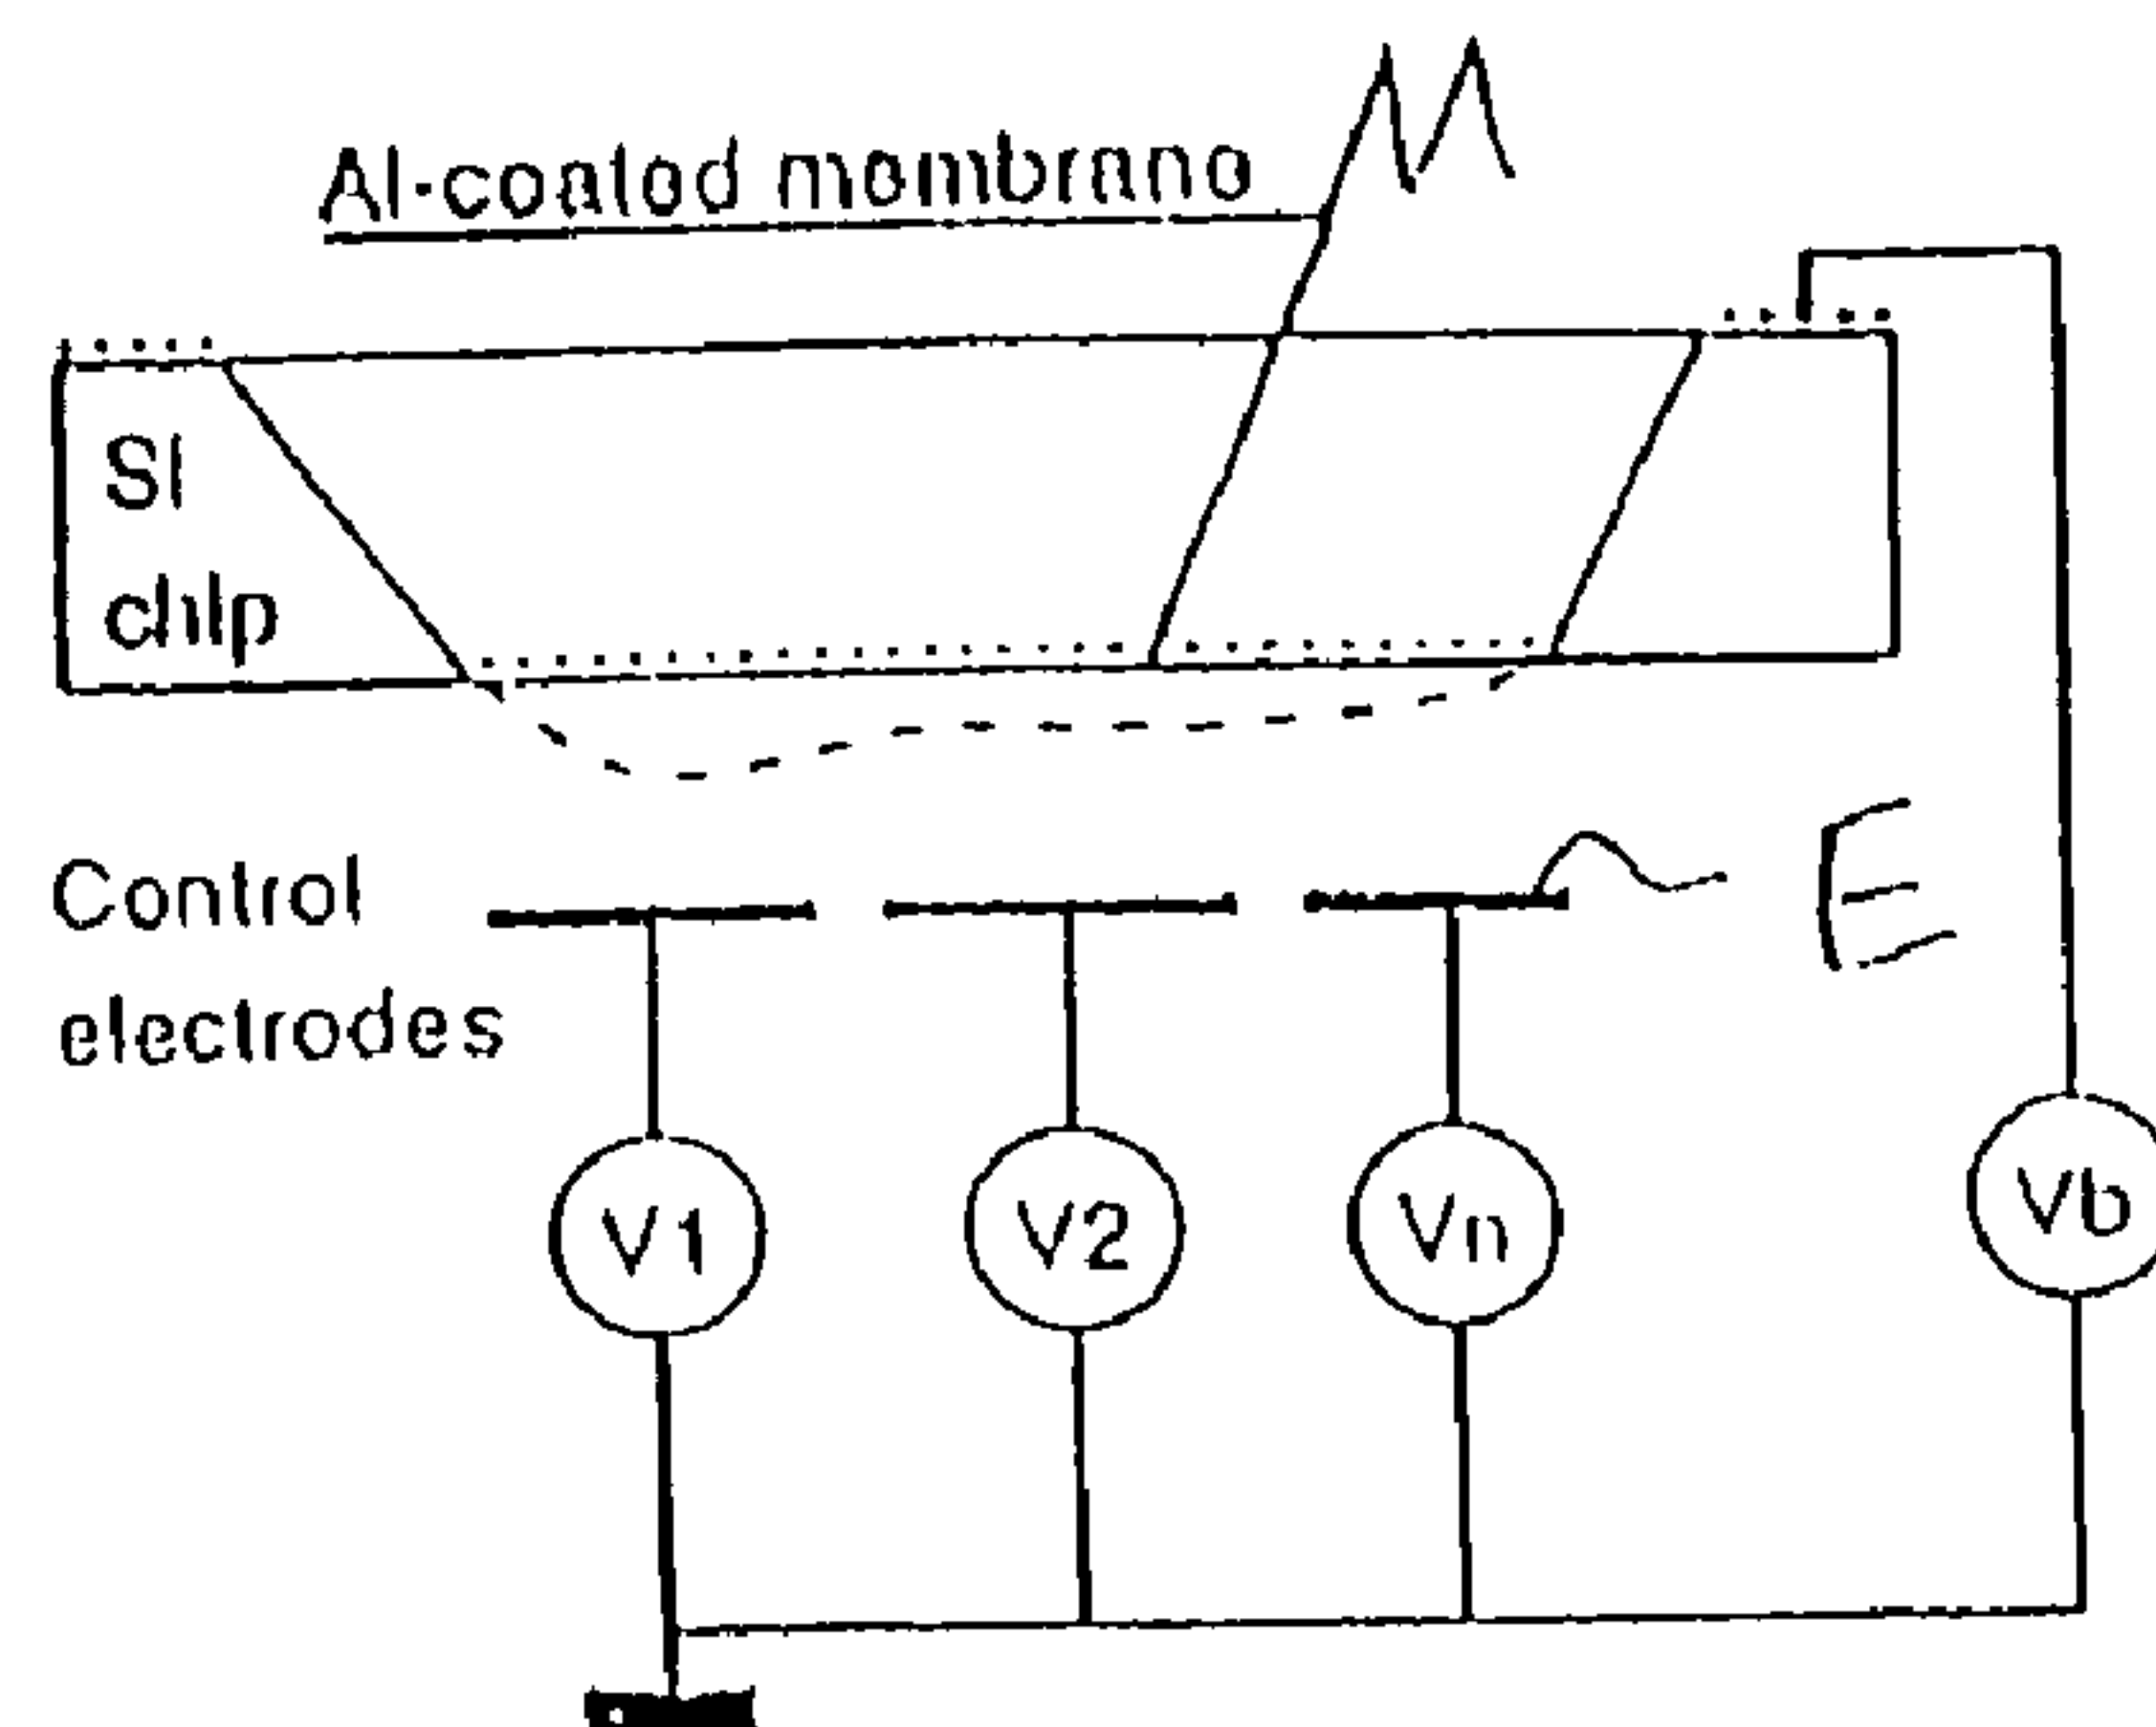 M
Al-coated membrane
Si
chip
Control
electrodes
E
V1
V2
Vn
Vb